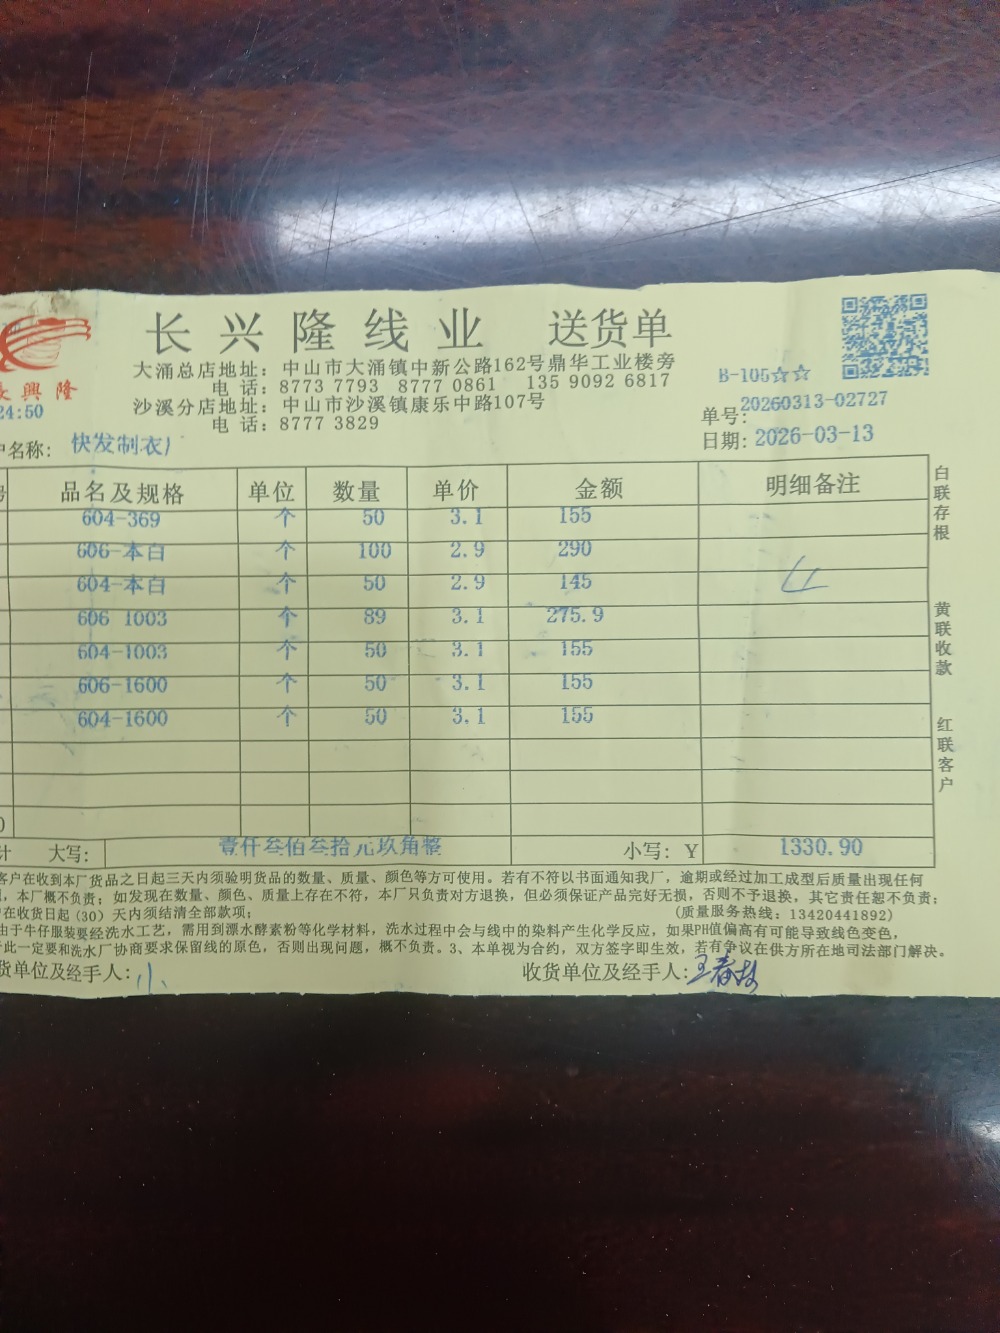 长兴隆线业 送货单
興隆
大涌总店地址：中山市大涌镇中新公路162号鼎华工业楼旁
电 话：8773 7793 8777 0861 135 9092 6817
沙溪分店地址：中山市沙溪镇康乐中路107号
电 话：8777 3829
B-105☆☆
24:50
单号:20260313-02727
日期: 2026-03-13
名称: 快发制衣厂
品名及规格 单位 数量 单价 金额 明细备注
604-369 个 50 3.1 155
606-本白 个 100 2.9 290
604-本白 个 50 2.9 145
606 1003 个 89 3.1 275.9
604-1003 个 50 3.1 155
606-1600 个 50 3.1 155
604-1600 个 50 3.1 155
大写: 壹仟叁佰叁拾元玖角整 小写: Y 1330.90
白联存根
黄联收款
红联客户
客户在收到本厂货品之日起三天内须验明货品的数量、质量、颜色等方可使用。若有不符以书面通知我厂，逾期或经过加工成型后质量出现任何
，本厂概不负责；如发现在数量、颜色、质量上存在不符，本厂只负责对方退换，但必须保证产品完好无损，否则不予退换，其它责任恕不负责；
在收货日起（30）天内须结清全部款项； （质量服务热线：13420441892）
由于牛仔服装要经洗水工艺，需用到漂水酵素粉等化学材料，洗水过程中会与线中的染料产生化学反应，如果PH值偏高有可能导致线色变色，
此一定要和洗水厂协商要求保留线的原色，否则出现问题，概不负责。3、本单视为合约，双方签字即生效，若有争议在供方所在地司法部门解决。
货单位及经手人: 收货单位及经手人: